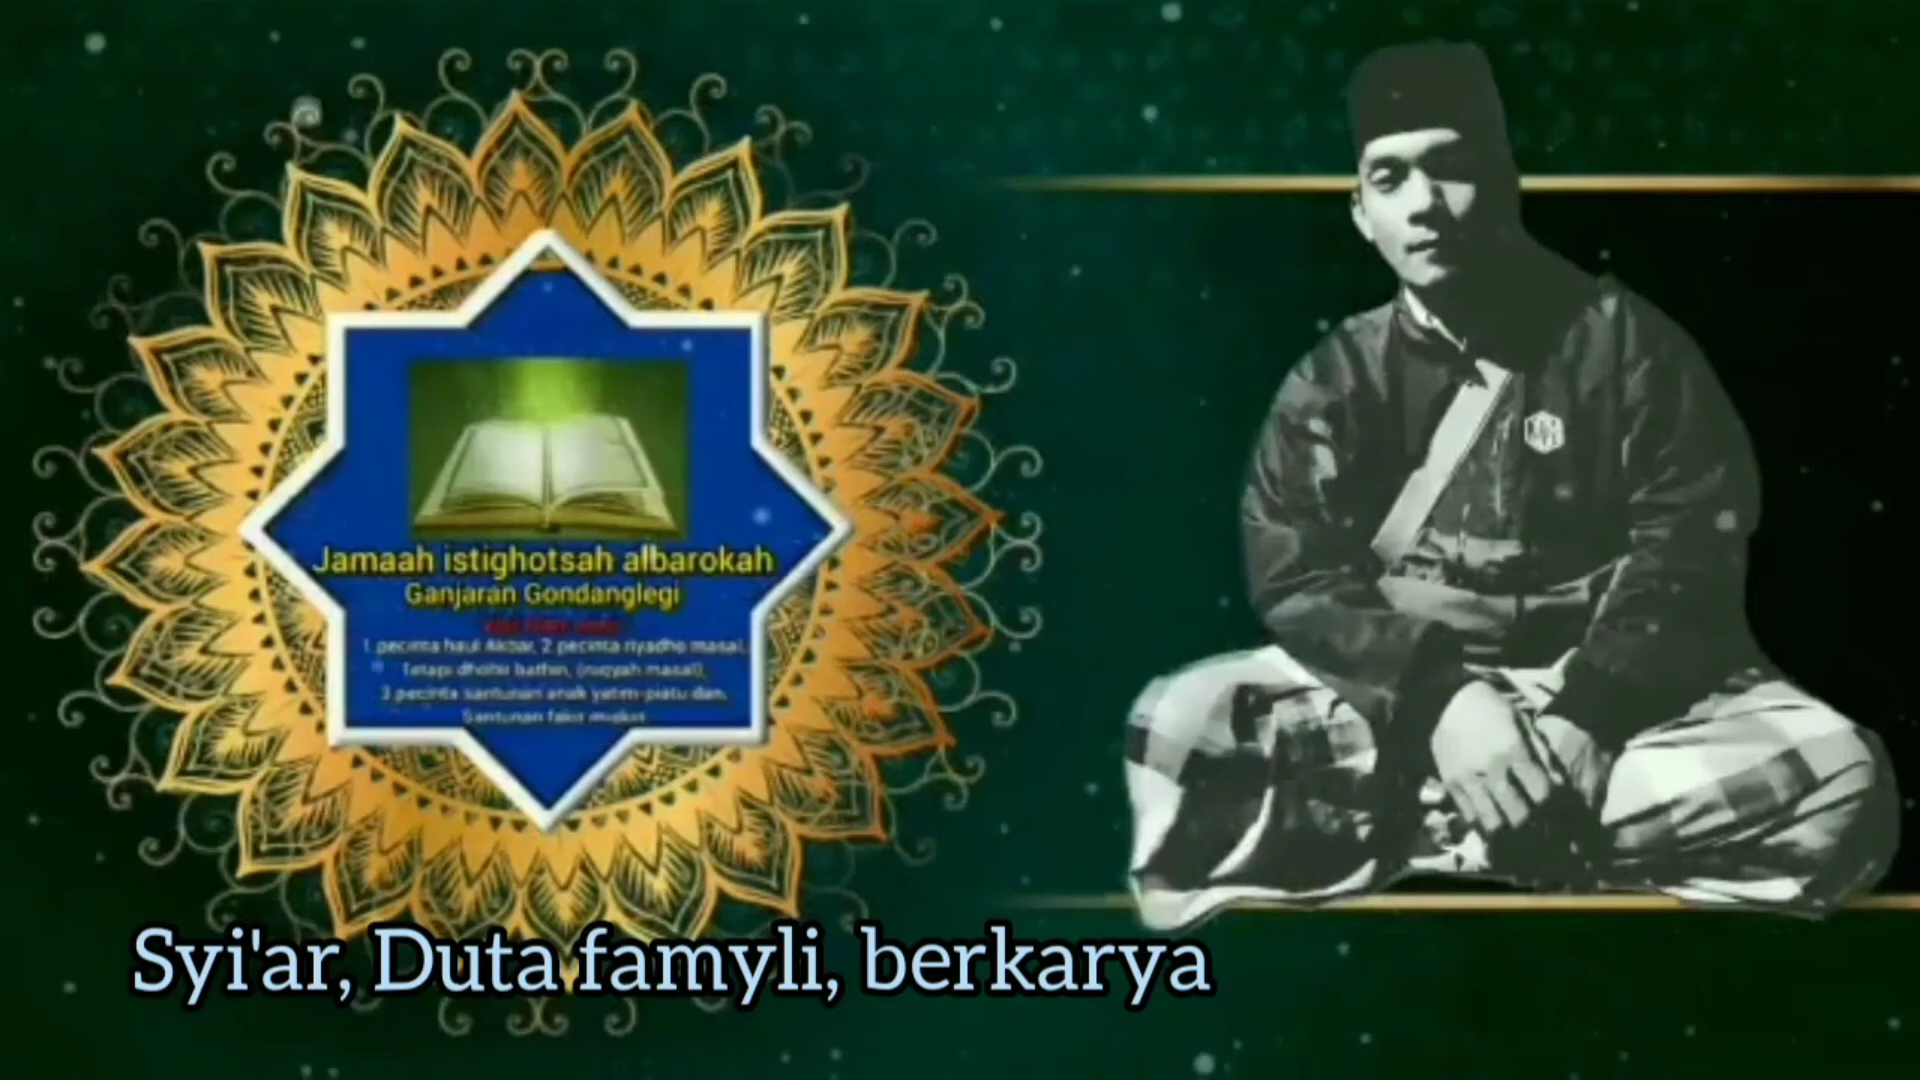 Jamaah istighotsah albarokah
Ganjaran Gondanglegi
1 pecinta haul Akbar, 2 pecinta riyadho masal,
Tetapi dhohir bathin, (ruqyah masal),
3 pecinta santunan anak yatim piatu dan,
Santunan fakir miskin
Syi'ar, Duta famyli, berkarya